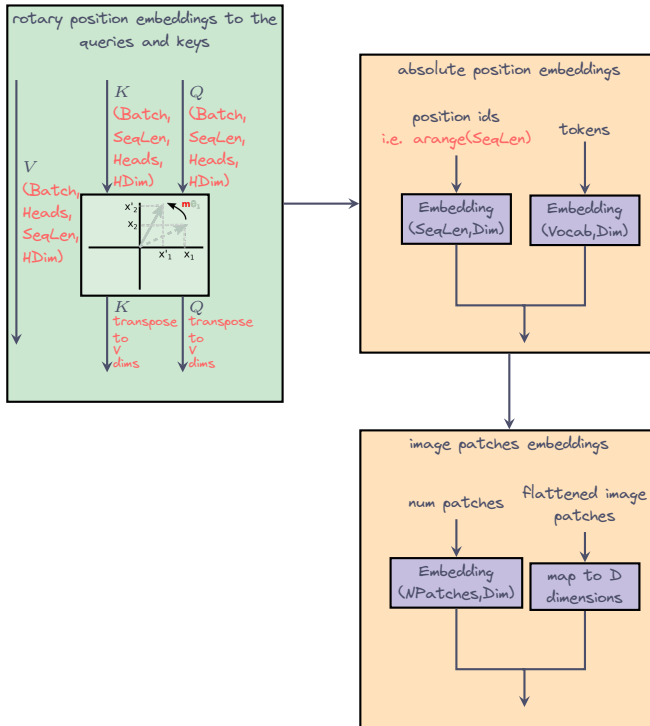 rotary position embeddings to the
queries and keys
V
(Batch,
Heads,
SeqLen,
HDim)
K
(Batch,
SeqLen,
Heads,
HDim)
Q
(Batch,
SeqLen,
Heads,
HDim)
x'₂
x₂
x'₁
x₁
mθ₁
K
transpose
to
V
dims
Q
transpose
to
V
dims
absolute position embeddings
position ids
i.e. arange(SeqLen)
tokens
Embedding
(SeqLen,Dim)
Embedding
(Vocab,Dim)
image patches embeddings
num patches
flattened image
patches
Embedding
(NPatches,Dim)
map to D
dimensions